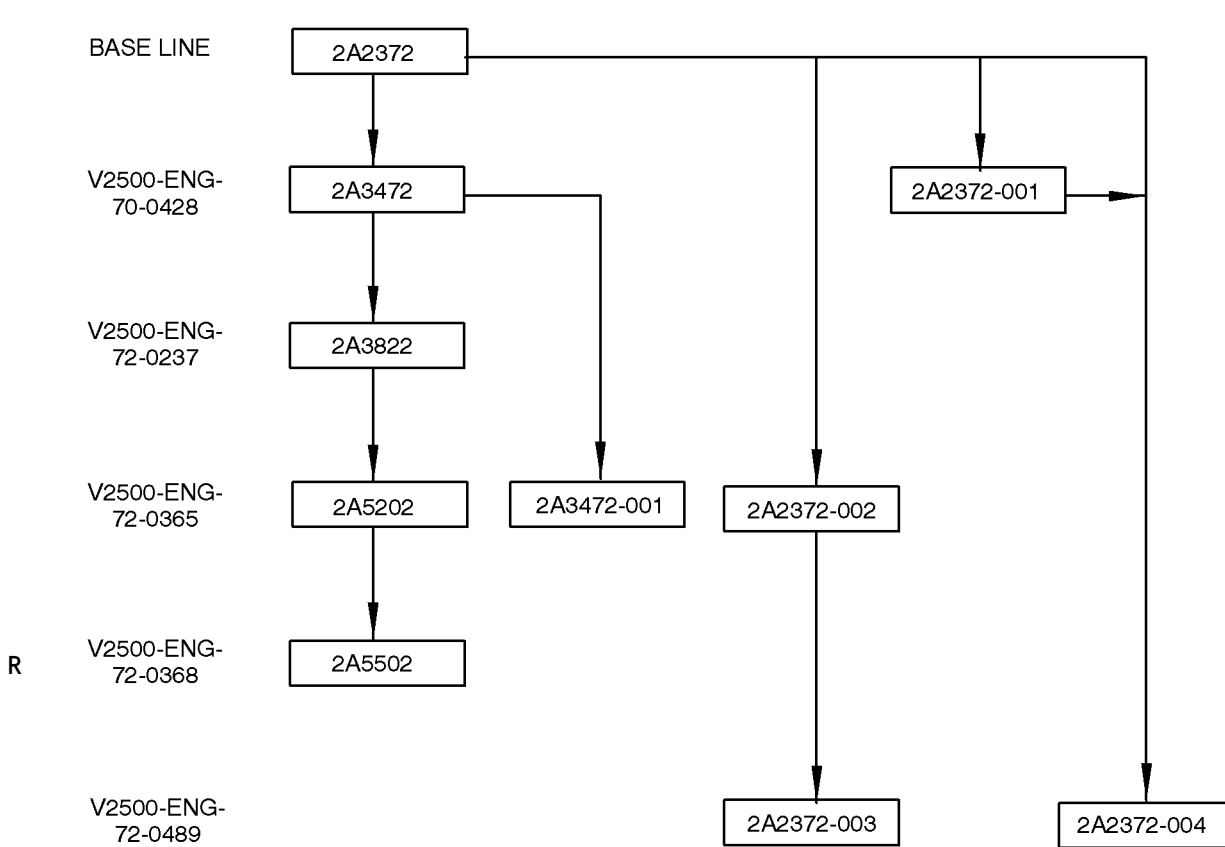 BASE LINE
2A2372
V2500-ENG-
70-0428
2A3472
2A2372-001
V2500-ENG-
72-0237
2A3822
V2500-ENG-
72-0365
2A5202
2A3472-001
2A2372-002
R
V2500-ENG-
72-0368
2A5502
V2500-ENG-
72-0489
2A2372-003
2A2372-004